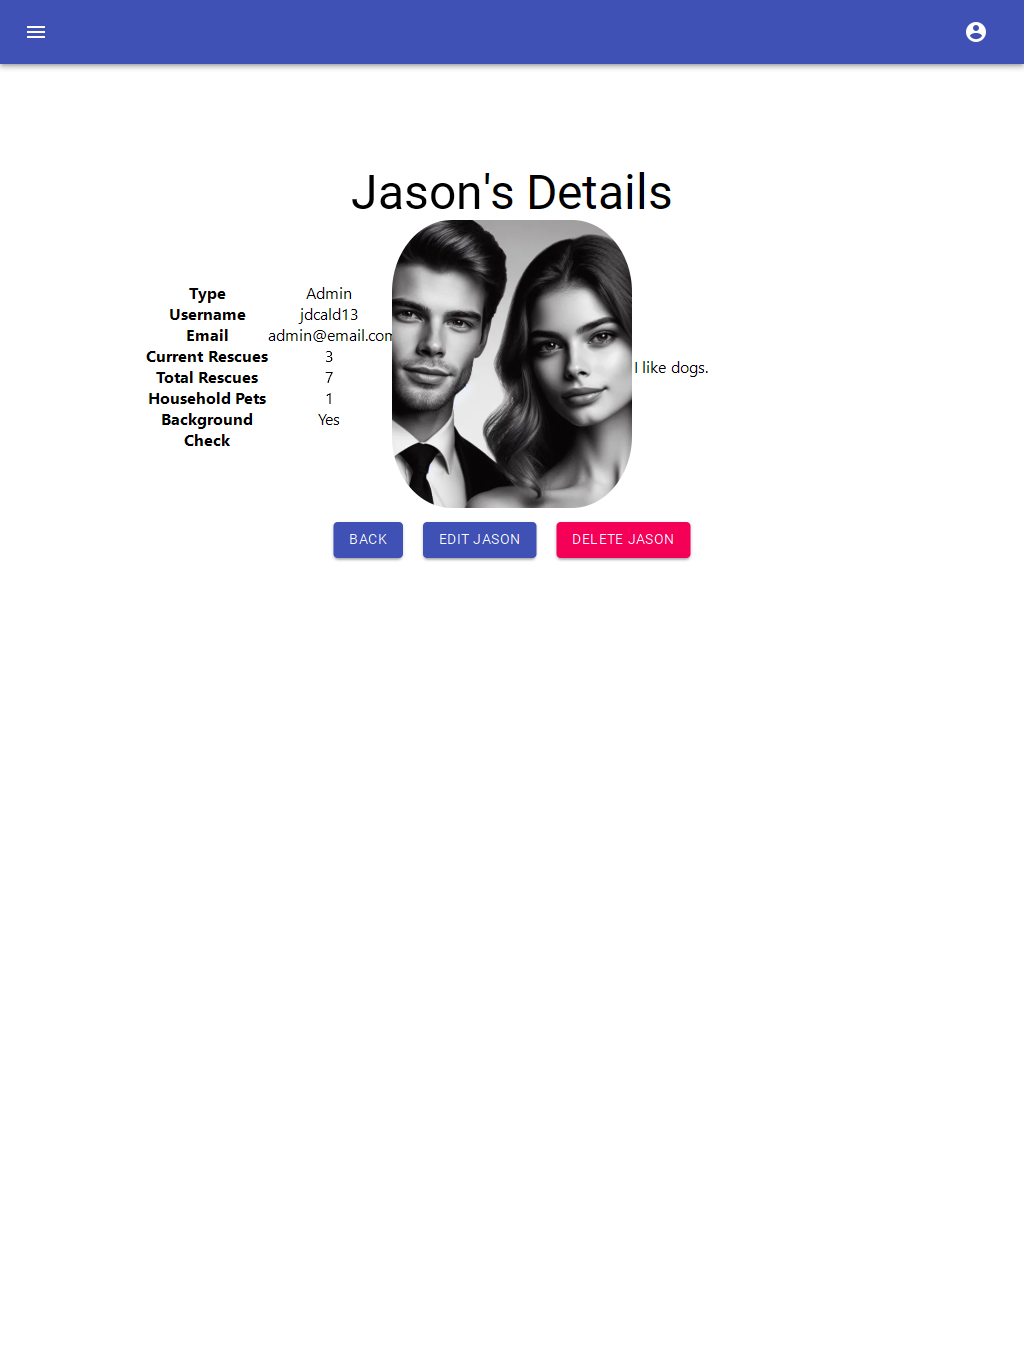 Jason's Details
Type Admin
Username jdcald13
Email admin@email.com
Current Rescues 3
Total Rescues 7
Household Pets 1
Background Yes
Check
I like dogs.
BACK EDIT JASON DELETE JASON